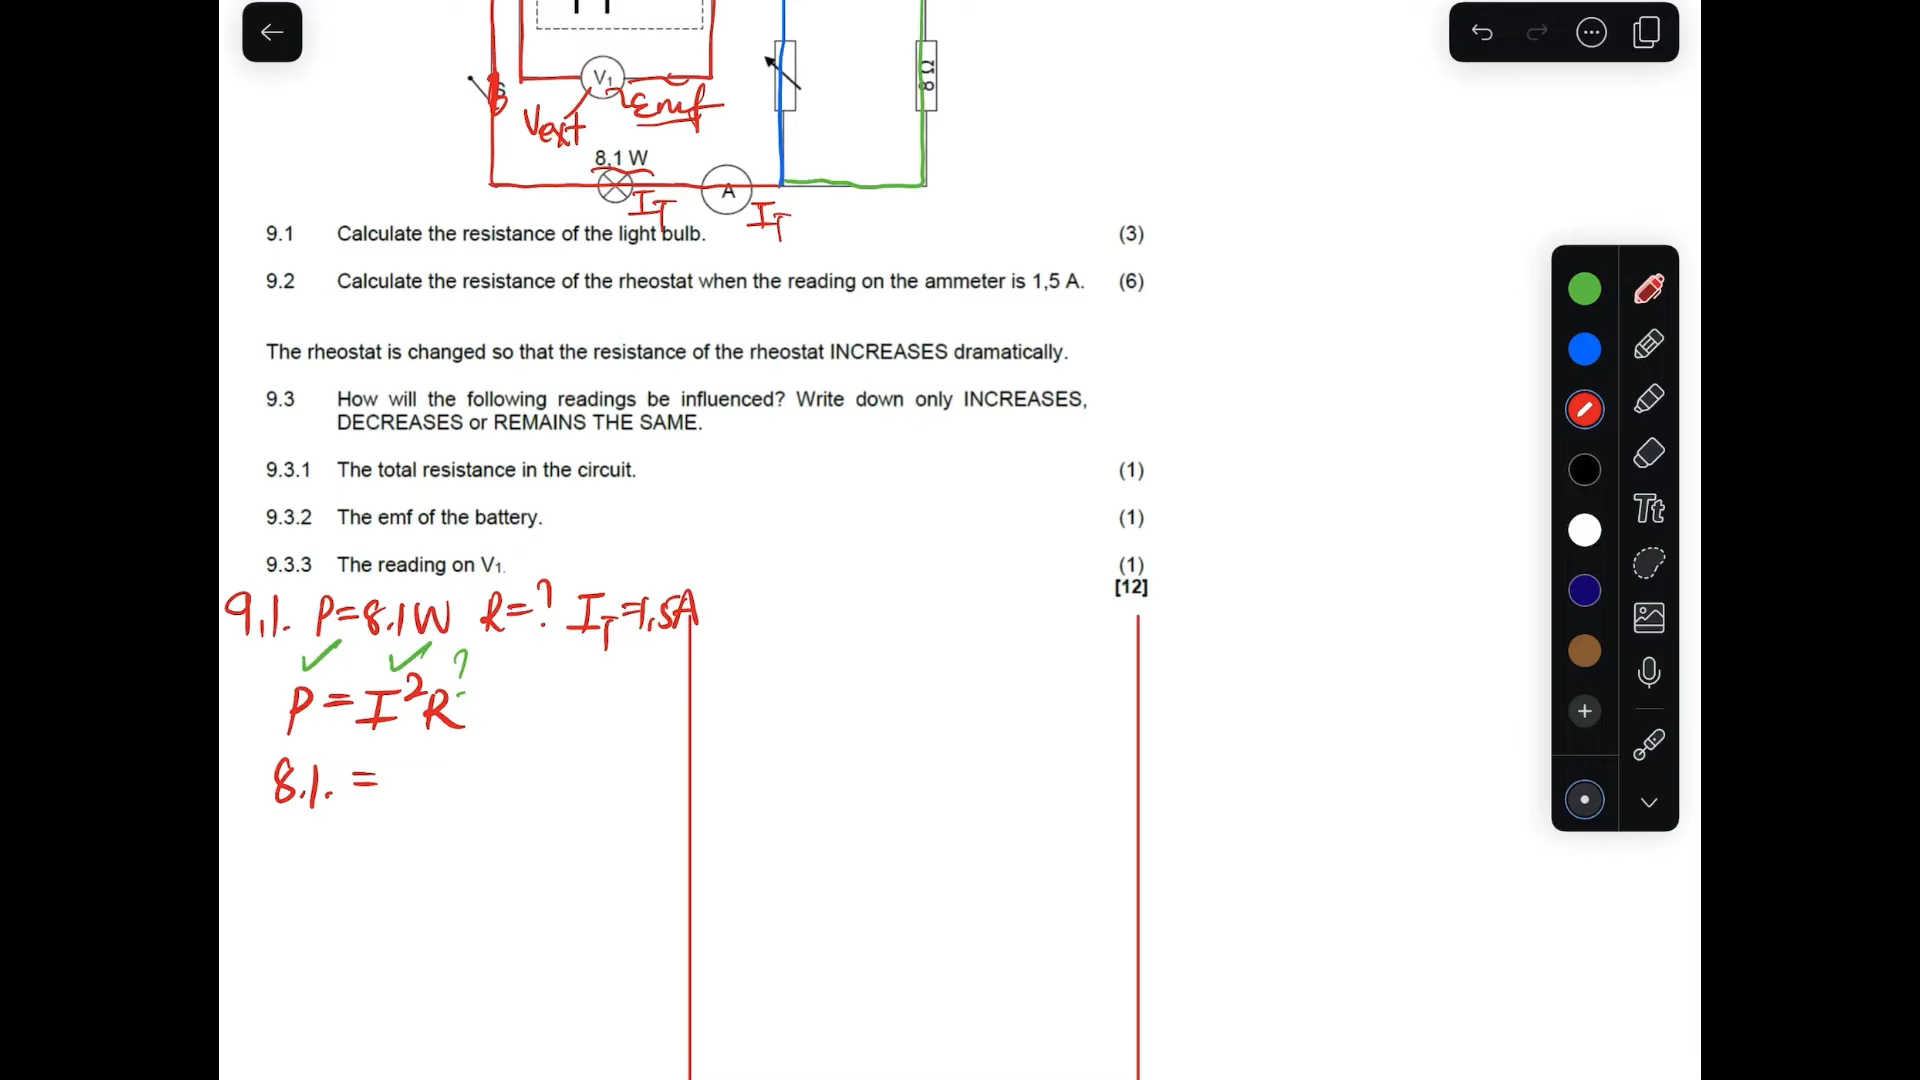 8 Ω
V1
S
Emf
Vext
8,1 W
A
IT
IT
9.1 Calculate the resistance of the light bulb. (3)
9.2 Calculate the resistance of the rheostat when the reading on the ammeter is 1,5 A. (6)
The rheostat is changed so that the resistance of the rheostat INCREASES dramatically.
9.3 How will the following readings be influenced? Write down only INCREASES,
DECREASES or REMAINS THE SAME.
9.3.1 The total resistance in the circuit. (1)
9.3.2 The emf of the battery. (1)
9.3.3 The reading on V1. (1)
[12]
9.1. P=8.1W R=? IT=1.5A
?
P=I²R
8.1. =
Tt